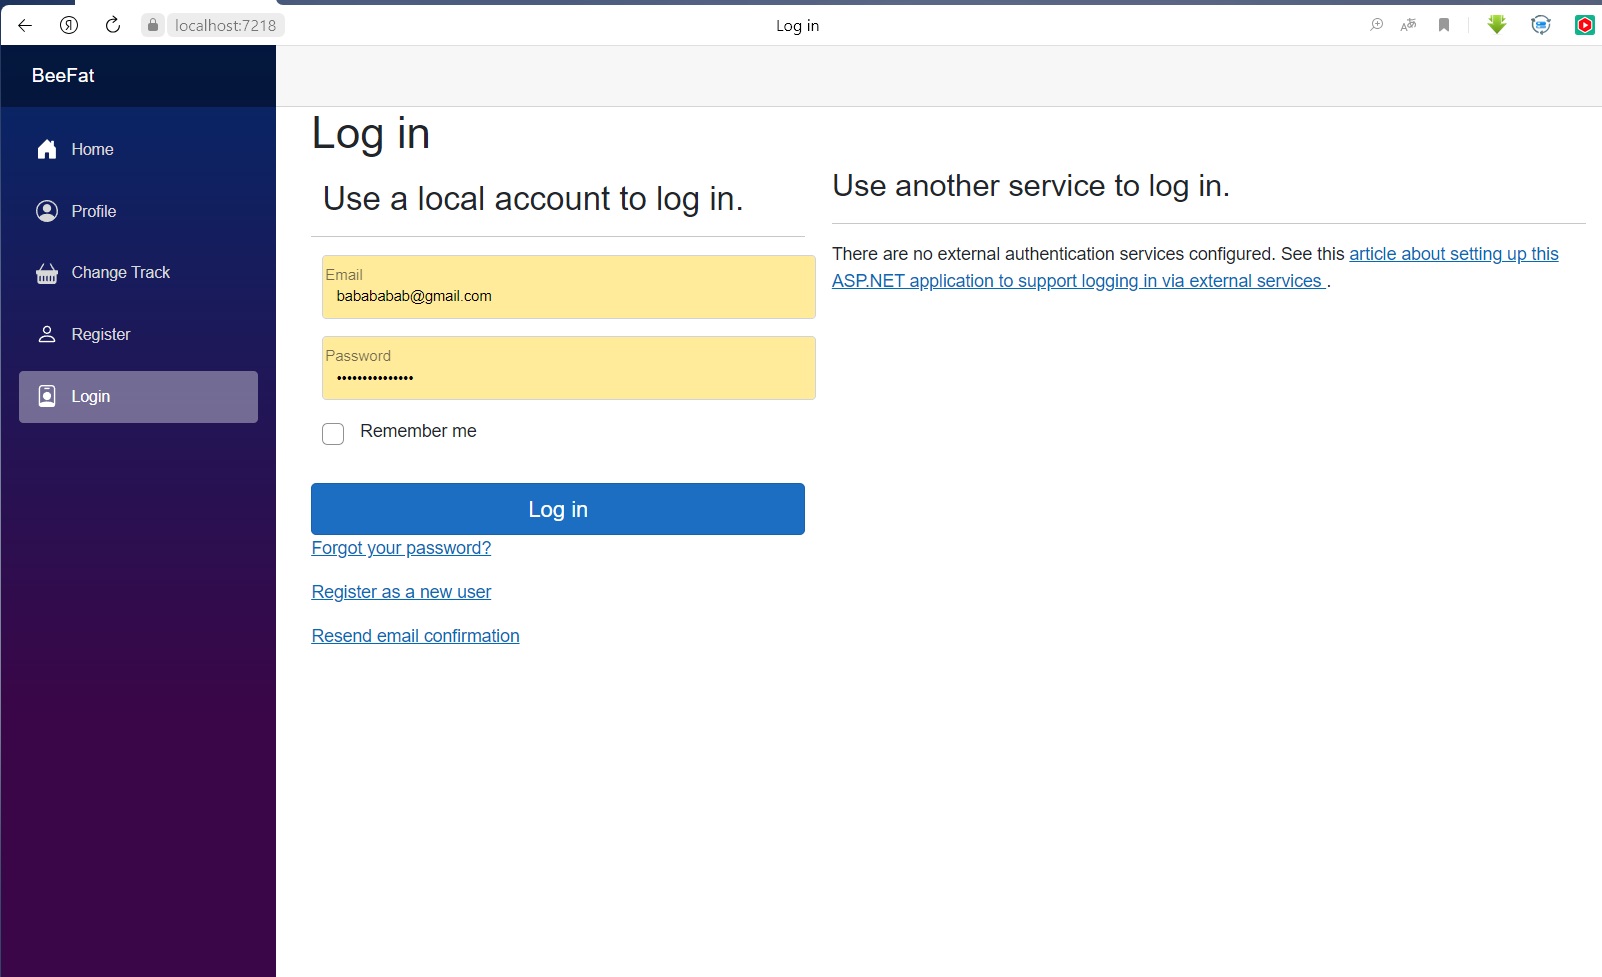 localhost:7218
Log in
BeeFat
Home
Profile
Change Track
Register
Login
Log in
Use a local account to log in.
Email
babababab@gmail.com
Password
Remember me
Log in
Forgot your password?
Register as a new user
Resend email confirmation
Use another service to log in.
There are no external authentication services configured. See this article about setting up this
ASP.NET application to support logging in via external services .